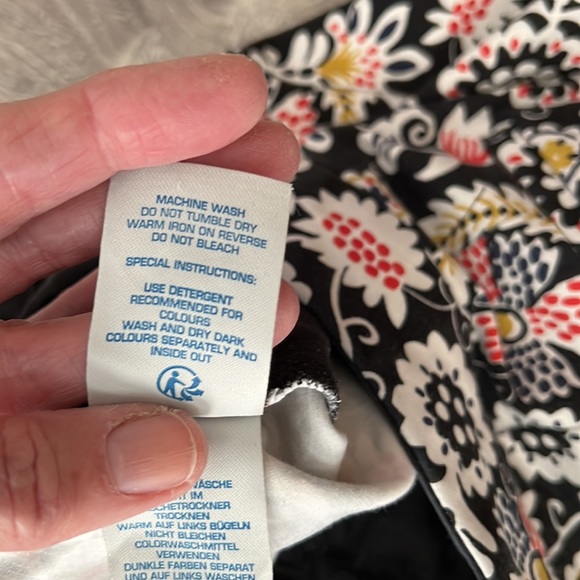 MACHINE WASH
DO NOT TUMBLE DRY
WARM IRON ON REVERSE
DO NOT BLEACH
SPECIAL INSTRUCTIONS:
USE DETERGENT
RECOMMENDED FOR
COLOURS
WASH AND DRY DARK
COLOURS SEPARATELY AND
INSIDE OUT
IM
TROCKNEN
WARM AUF LINKS BÜGELN
NICHT BLEICHEN
COLORWASCHMITTEL
VERWENDEN
DUNKLE FARBEN SEPARAT
UND AUF LINKS WASCHEN